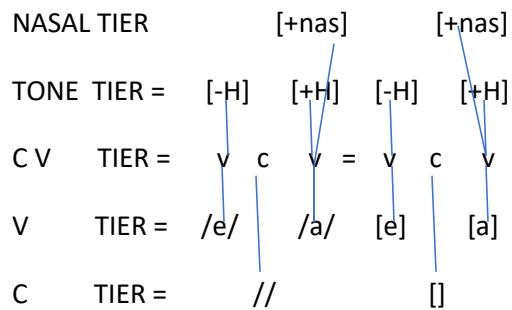 NASAL TIER [+nas] [+nas]
TONE TIER = [-H] [+H] [-H] [+H]
C V TIER = v c v = v c v
V TIER = /e/ /a/ [e] [a]
C TIER = // []